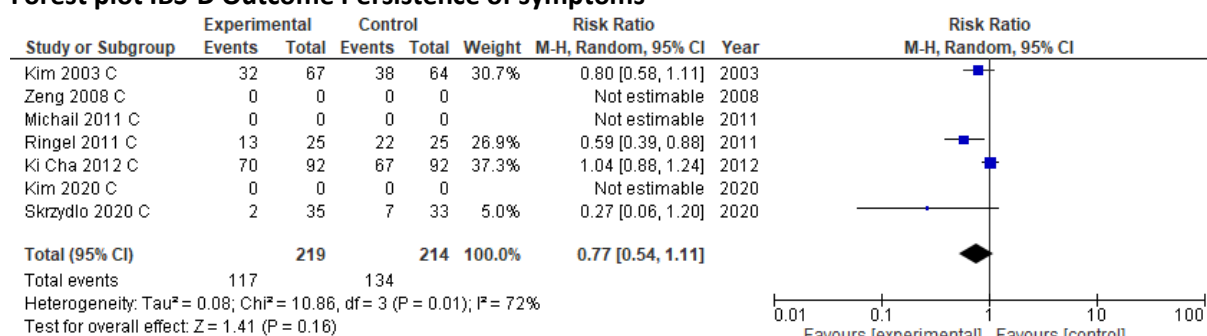 Forest plot IBS-D Outcome Persistence of symptoms
Experimental Control Risk Ratio Risk Ratio
Study or Subgroup Events Total Events Total Weight M-H, Random, 95% CI Year M-H, Random, 95% CI
Kim 2003 C 32 67 38 64 30.7% 0.80 [0.58, 1.11] 2003
Zeng 2008 C 0 0 0 0 Not estimable 2008
Michail 2011 C 0 0 0 0 Not estimable 2011
Ringel 2011 C 13 25 22 25 26.9% 0.59 [0.39, 0.88] 2011
Ki Cha 2012 C 70 92 67 92 37.3% 1.04 [0.88, 1.24] 2012
Kim 2020 C 0 0 0 0 Not estimable 2020
Skrzydlo 2020 C 2 35 7 33 5.0% 0.27 [0.06, 1.20] 2020
Total (95% CI) 219 214 100.0% 0.77 [0.54, 1.11]
Total events 117 134
Heterogeneity: Tau² = 0.08; Chi² = 10.86, df = 3 (P = 0.01); I² = 72%
Test for overall effect: Z = 1.41 (P = 0.16)
0.01 0.1 1 10 100
Favours [experimental] Favours [control]